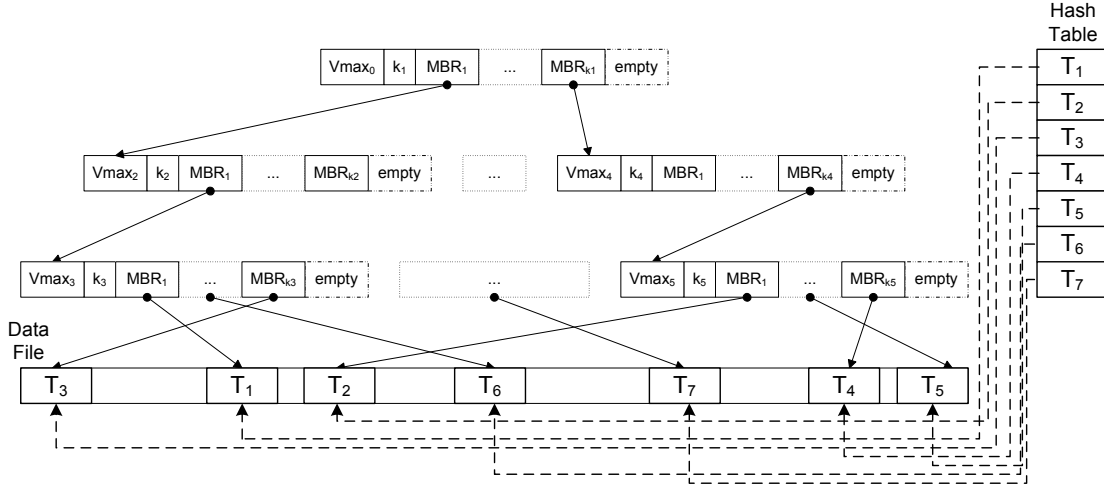 Hash
Table
Vmax₀ k₁ MBR₁ ... MBRₖ₁ empty
T₁
T₂
T₃
Vmax₂ k₂ MBR₁ ... MBRₖ₂ empty ... Vmax₄ k₄ MBR₁ ... MBRₖ₄ empty
T₄
T₅
T₆
Vmax₃ k₃ MBR₁ ... MBRₖ₃ empty ... Vmax₅ k₅ MBR₁ ... MBRₖ₅ empty
T₇
Data
File
T₃ T₁ T₂ T₆ T₇ T₄ T₅